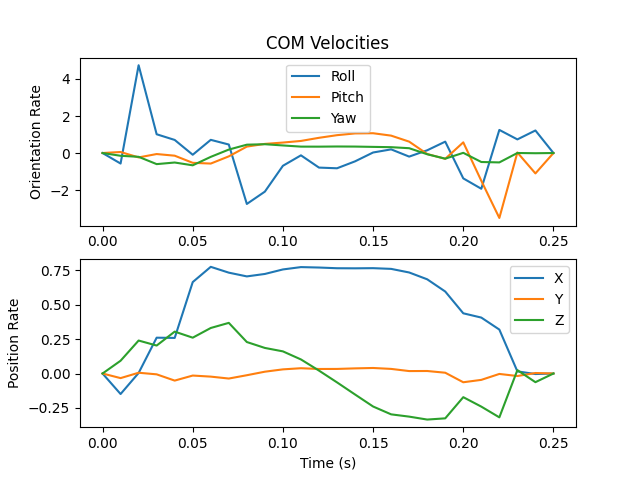 COM Velocities
Orientation Rate
4
2
0
−2
Roll
Pitch
Yaw
0.00 0.05 0.10 0.15 0.20 0.25
Position Rate
0.75
0.50
0.25
0.00
−0.25
X
Y
Z
0.00 0.05 0.10 0.15 0.20 0.25
Time (s)